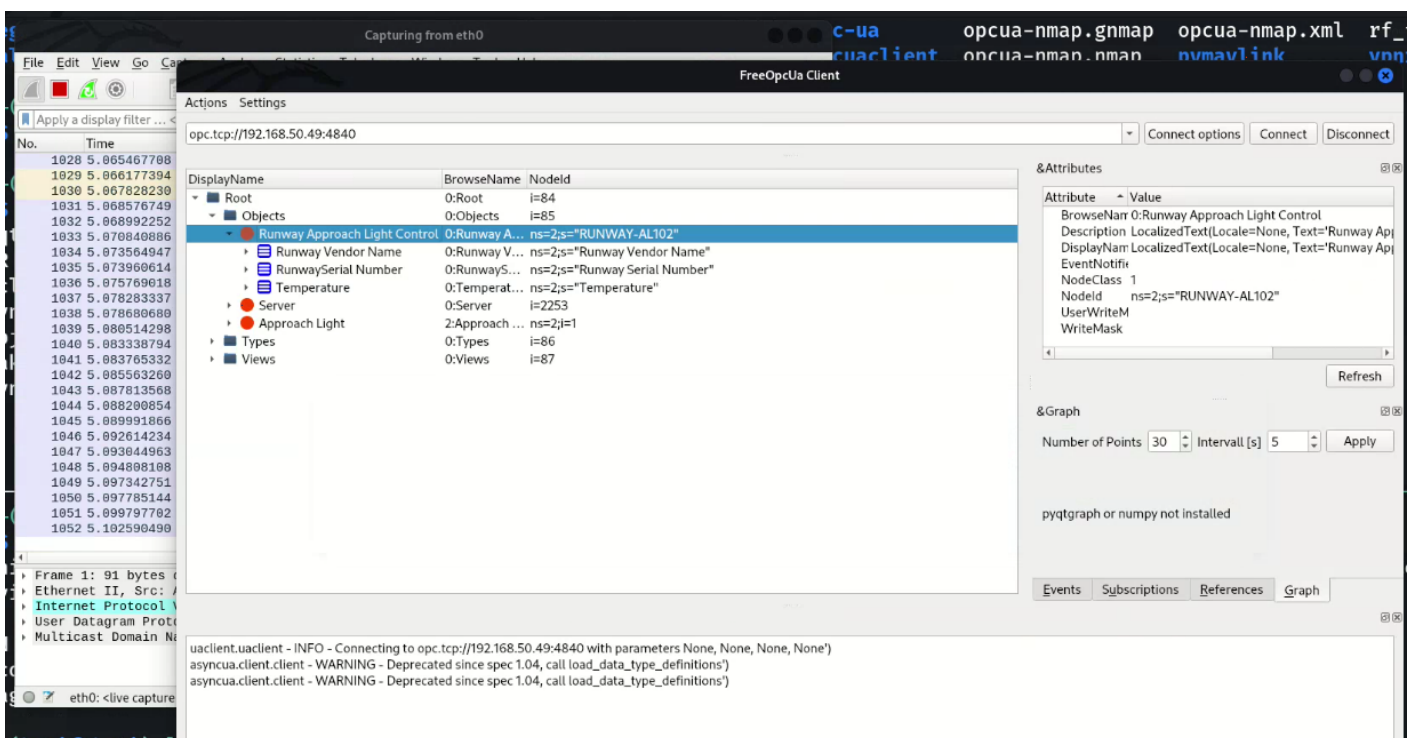 Capturing from eth0
c-ua opcua-nmap.gnmap opcua-nmap.xml rf_
cuaclient opcua-nmap.nmap pymavlink
File Edit View Go
FreeOpcUa Client
Actions Settings
Apply a display filter … <
opc.tcp://192.168.50.49:4840
Connect options Connect Disconnect
No. Time
1028 5.065467708
1029 5.066177394
1030 5.067828230
1031 5.068576749
1032 5.068992252
1033 5.070840886
1034 5.073564947
1035 5.073960614
1036 5.075769018
1037 5.078283337
1038 5.078680680
1039 5.080514298
1040 5.083338794
1041 5.083765332
1042 5.085563260
1043 5.087813568
1044 5.088200854
1045 5.089991866
1046 5.092614234
1047 5.093044963
1048 5.094808108
1049 5.097342751
1050 5.097785144
1051 5.099797702
1052 5.102590490
DisplayName BrowseName NodeId
Root 0:Root i=84
Objects 0:Objects i=85
Runway Approach Light Control 0:Runway A... ns=2;s="RUNWAY-AL102"
Runway Vendor Name 0:Runway V... ns=2;s="Runway Vendor Name"
RunwaySerial Number 0:RunwayS... ns=2;s="Runway Serial Number"
Temperature 0:Temperat... ns=2;s="Temperature"
Server 0:Server i=2253
Approach Light 2:Approach ... ns=2;i=1
Types 0:Types i=86
Views 0:Views i=87
&Attributes
Attribute Value
BrowseNam 0:Runway Approach Light Control
Description LocalizedText(Locale=None, Text='Runway App
DisplayNam LocalizedText(Locale=None, Text='Runway App
EventNotifie
NodeClass 1
NodeId ns=2;s="RUNWAY-AL102"
UserWriteM
WriteMask
Refresh
&Graph
Number of Points 30 Intervall [s] 5 Apply
pyqtgraph or numpy not installed
Events Subscriptions References Graph
Frame 1: 91 bytes
Ethernet II, Src:
Internet Protocol
User Datagram Proto
Multicast Domain Na
eth0: <live capture
uaclient.uaclient - INFO - Connecting to opc.tcp://192.168.50.49:4840 with parameters None, None, None, None')
asyncua.client.client - WARNING - Deprecated since spec 1.04, call load_data_type_definitions')
asyncua.client.client - WARNING - Deprecated since spec 1.04, call load_data_type_definitions')